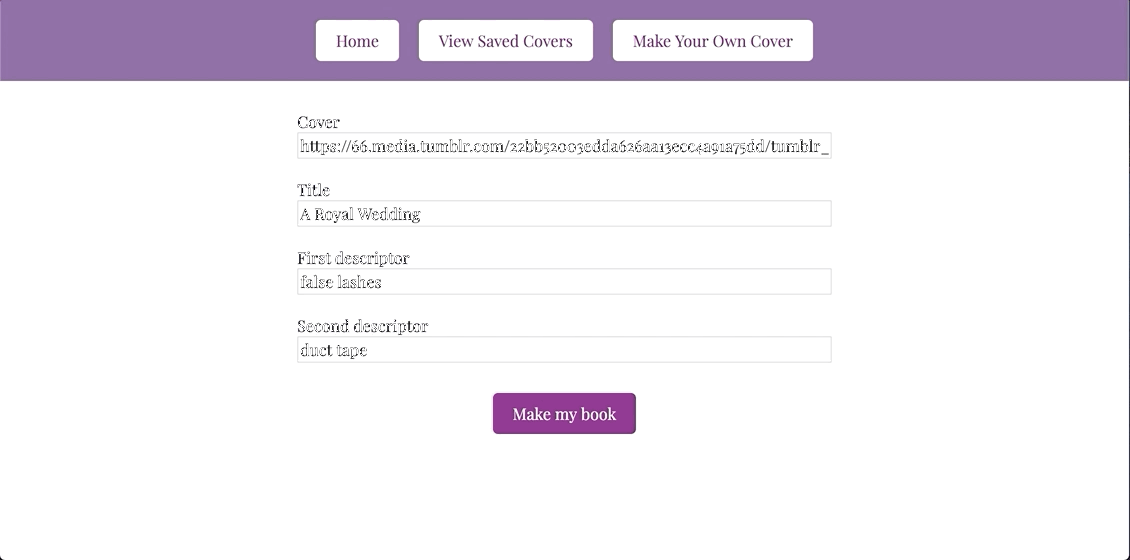 Home View Saved Covers Make Your Own Cover
Cover
https://66.media.tumblr.com/22bb52003edda626aa13ecc4a91a75dd/tumblr_
Title
A Royal Wedding
First descriptor
false lashes
Second descriptor
duct tape
Make my book